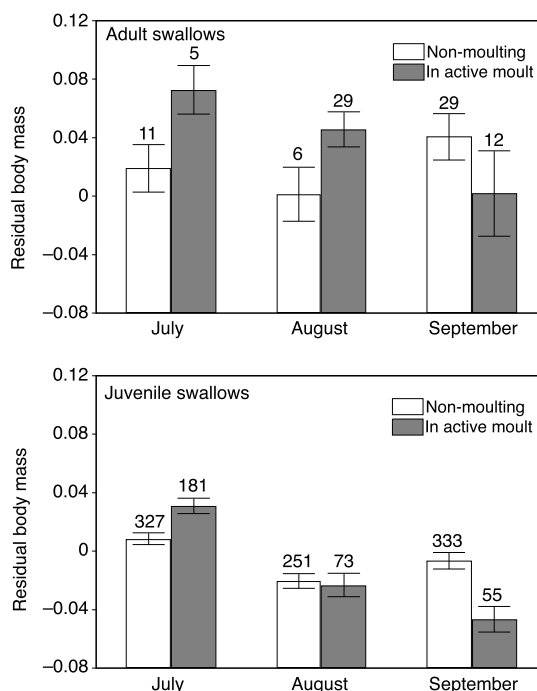 0.12
Adult swallows
5
Non-moulting
In active moult
0.08
29
29
11
12
6
0.04
0
−0.04
−0.08
Residual body mass
July
August
September
0.12
Juvenile swallows
Non-moulting
In active moult
0.08
181
0.04
327
333
251
73
0
55
−0.04
−0.08
Residual body mass
July
August
September